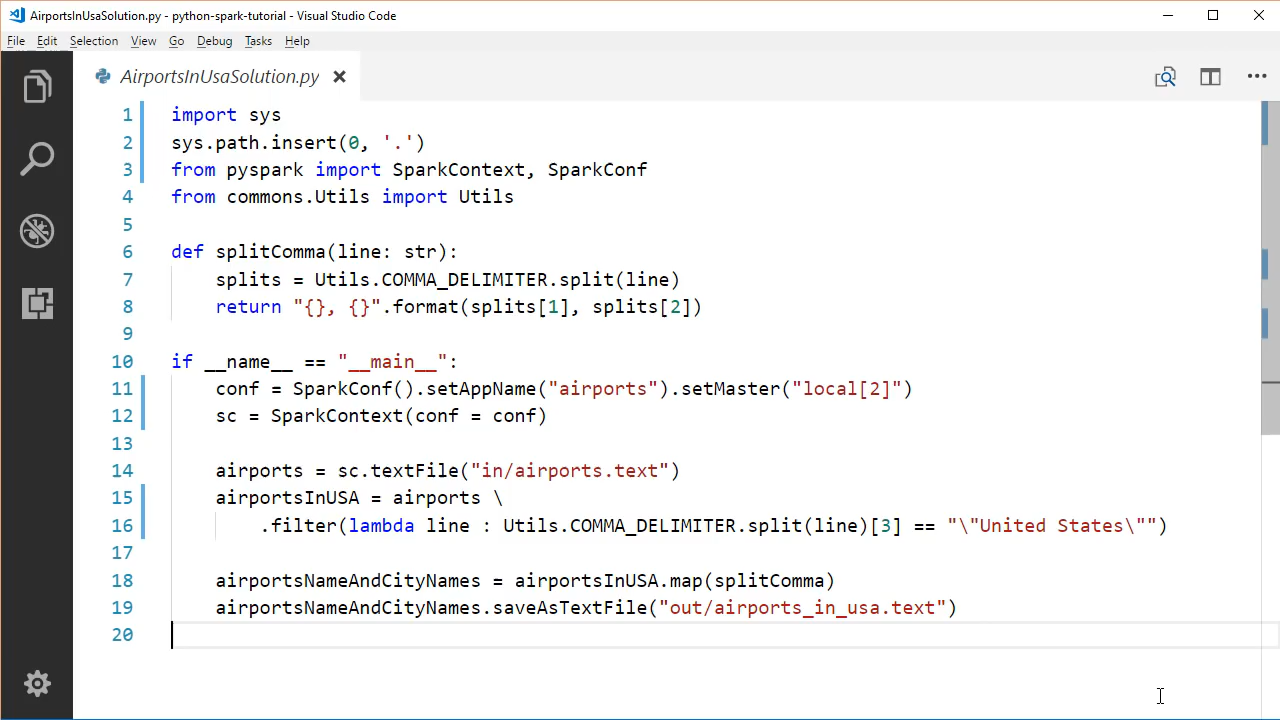 AirportsInUsaSolution.py - python-spark-tutorial - Visual Studio Code
File Edit Selection View Go Debug Tasks Help
AirportsInUsaSolution.py
1 import sys
2 sys.path.insert(0, '.')
3 from pyspark import SparkContext, SparkConf
4 from commons.Utils import Utils
5
6 def splitComma(line: str):
7     splits = Utils.COMMA_DELIMITER.split(line)
8     return "{}, {}".format(splits[1], splits[2])
9
10 if __name__ == "__main__":
11     conf = SparkConf().setAppName("airports").setMaster("local[2]")
12     sc = SparkContext(conf = conf)
13
14     airports = sc.textFile("in/airports.text")
15     airportsInUSA = airports \
16         .filter(lambda line : Utils.COMMA_DELIMITER.split(line)[3] == "\"United States\"")
17
18     airportsNameAndCityNames = airportsInUSA.map(splitComma)
19     airportsNameAndCityNames.saveAsTextFile("out/airports_in_usa.text")
20